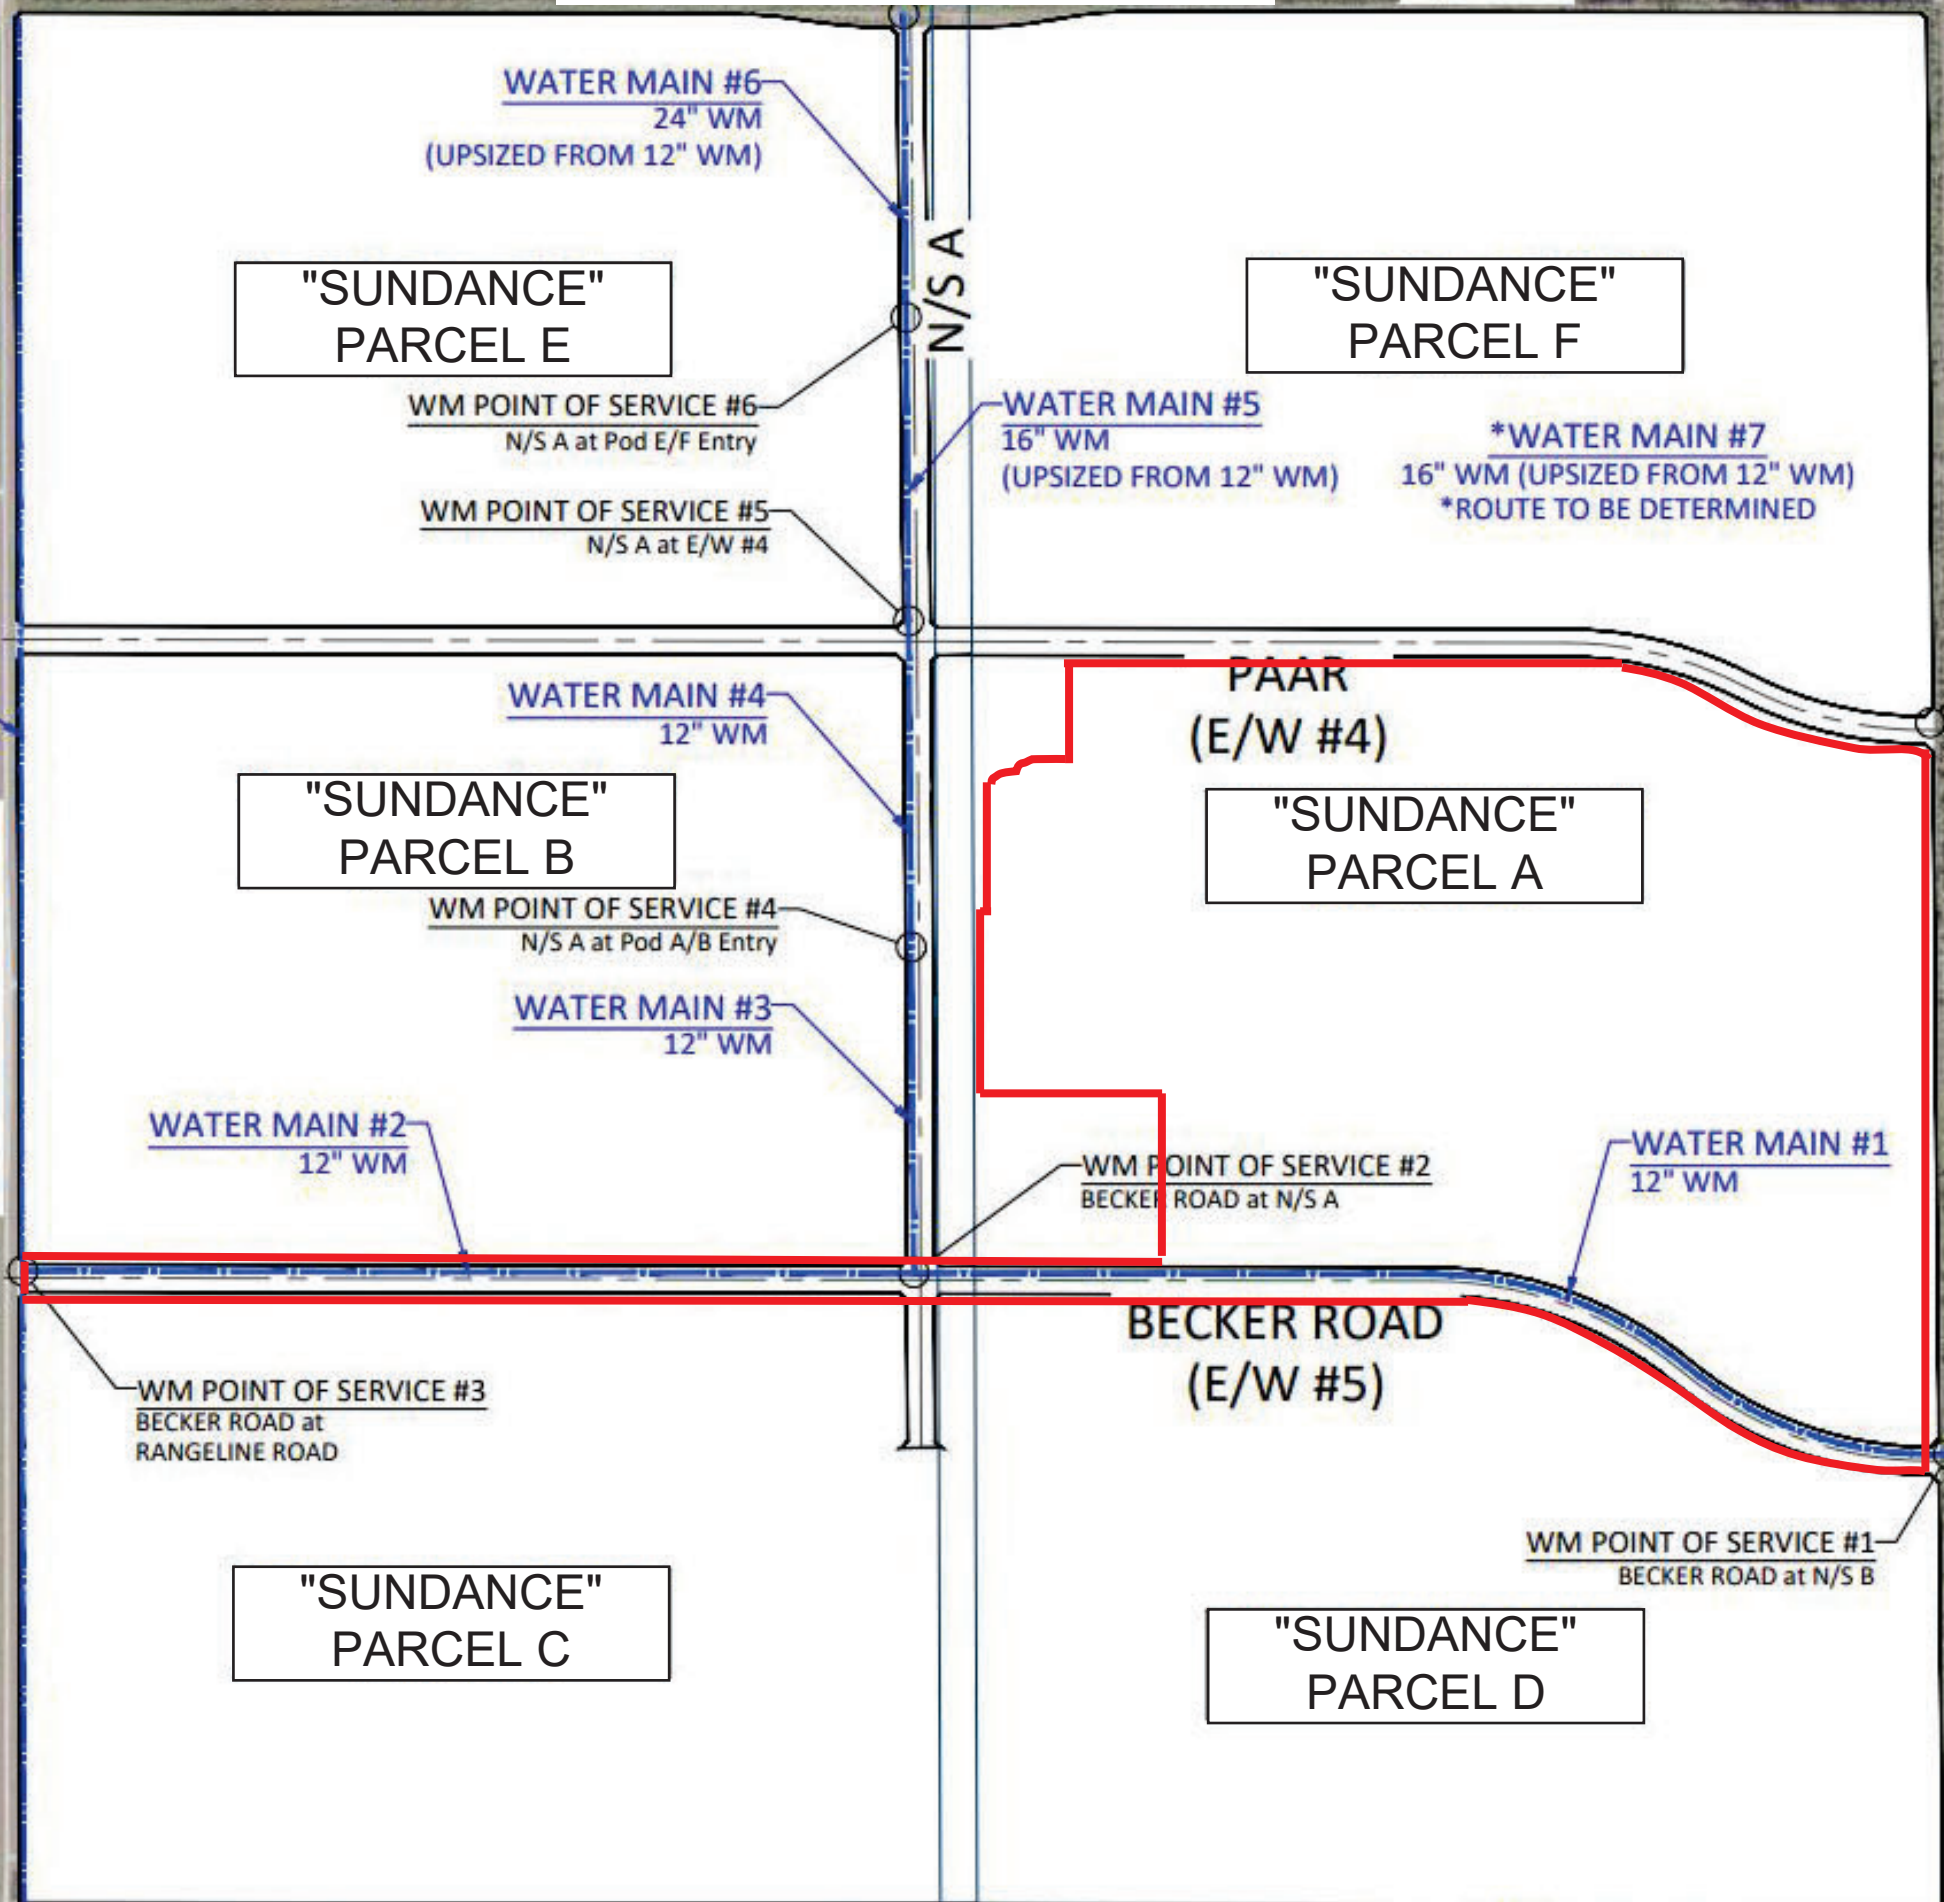 WATER MAIN #6
24" WM
(UPSIZED FROM 12" WM)
N/S A
"SUNDANCE"
PARCEL E
"SUNDANCE"
PARCEL F
WM POINT OF SERVICE #6
N/S A at Pod E/F Entry
WATER MAIN #5
16" WM
(UPSIZED FROM 12" WM)
*WATER MAIN #7
16" WM (UPSIZED FROM 12" WM)
*ROUTE TO BE DETERMINED
WM POINT OF SERVICE #5
N/S A at E/W #4
PAAR
(E/W #4)
WATER MAIN #4
12" WM
"SUNDANCE"
PARCEL B
"SUNDANCE"
PARCEL A
WM POINT OF SERVICE #4
N/S A at Pod A/B Entry
WATER MAIN #3
12" WM
WATER MAIN #2
12" WM
WM POINT OF SERVICE #2
BECKER ROAD at N/S A
WATER MAIN #1
12" WM
BECKER ROAD
(E/W #5)
WM POINT OF SERVICE #3
BECKER ROAD at
RANGELINE ROAD
WM POINT OF SERVICE #1
BECKER ROAD at N/S B
"SUNDANCE"
PARCEL C
"SUNDANCE"
PARCEL D